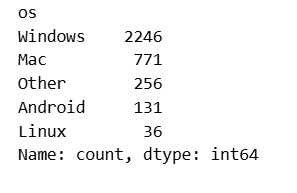 os
Windows    2246
Mac         771
Other       256
Android     131
Linux        36
Name: count, dtype: int64